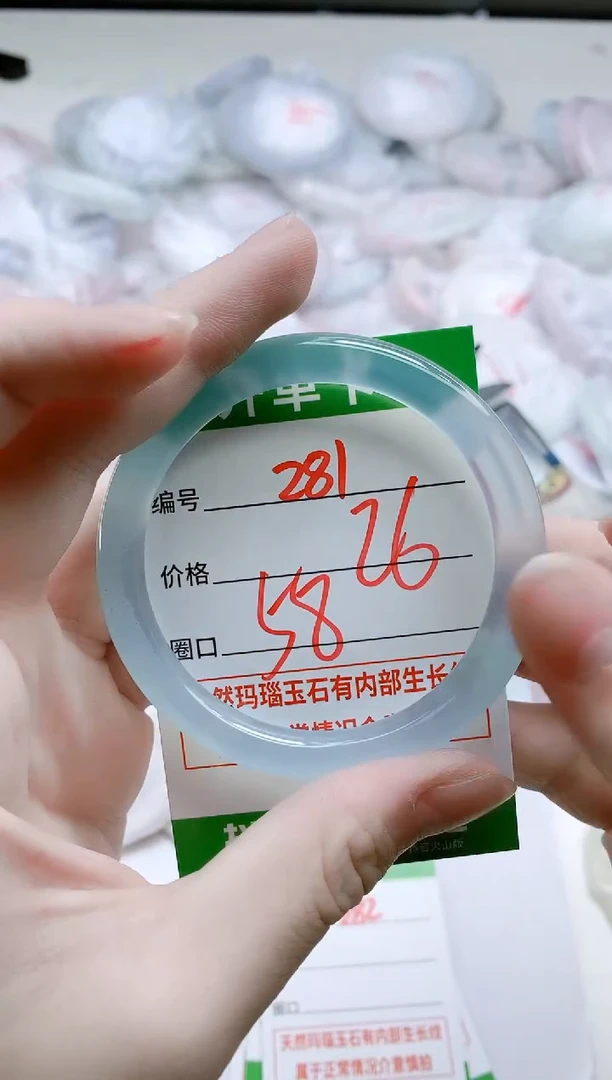 编号 281
价格 26
圈口 58
然玛瑙玉石有内部生长
282
圈口
天然玛瑙玉石有内部生长纹
属于正常情况介意慎拍